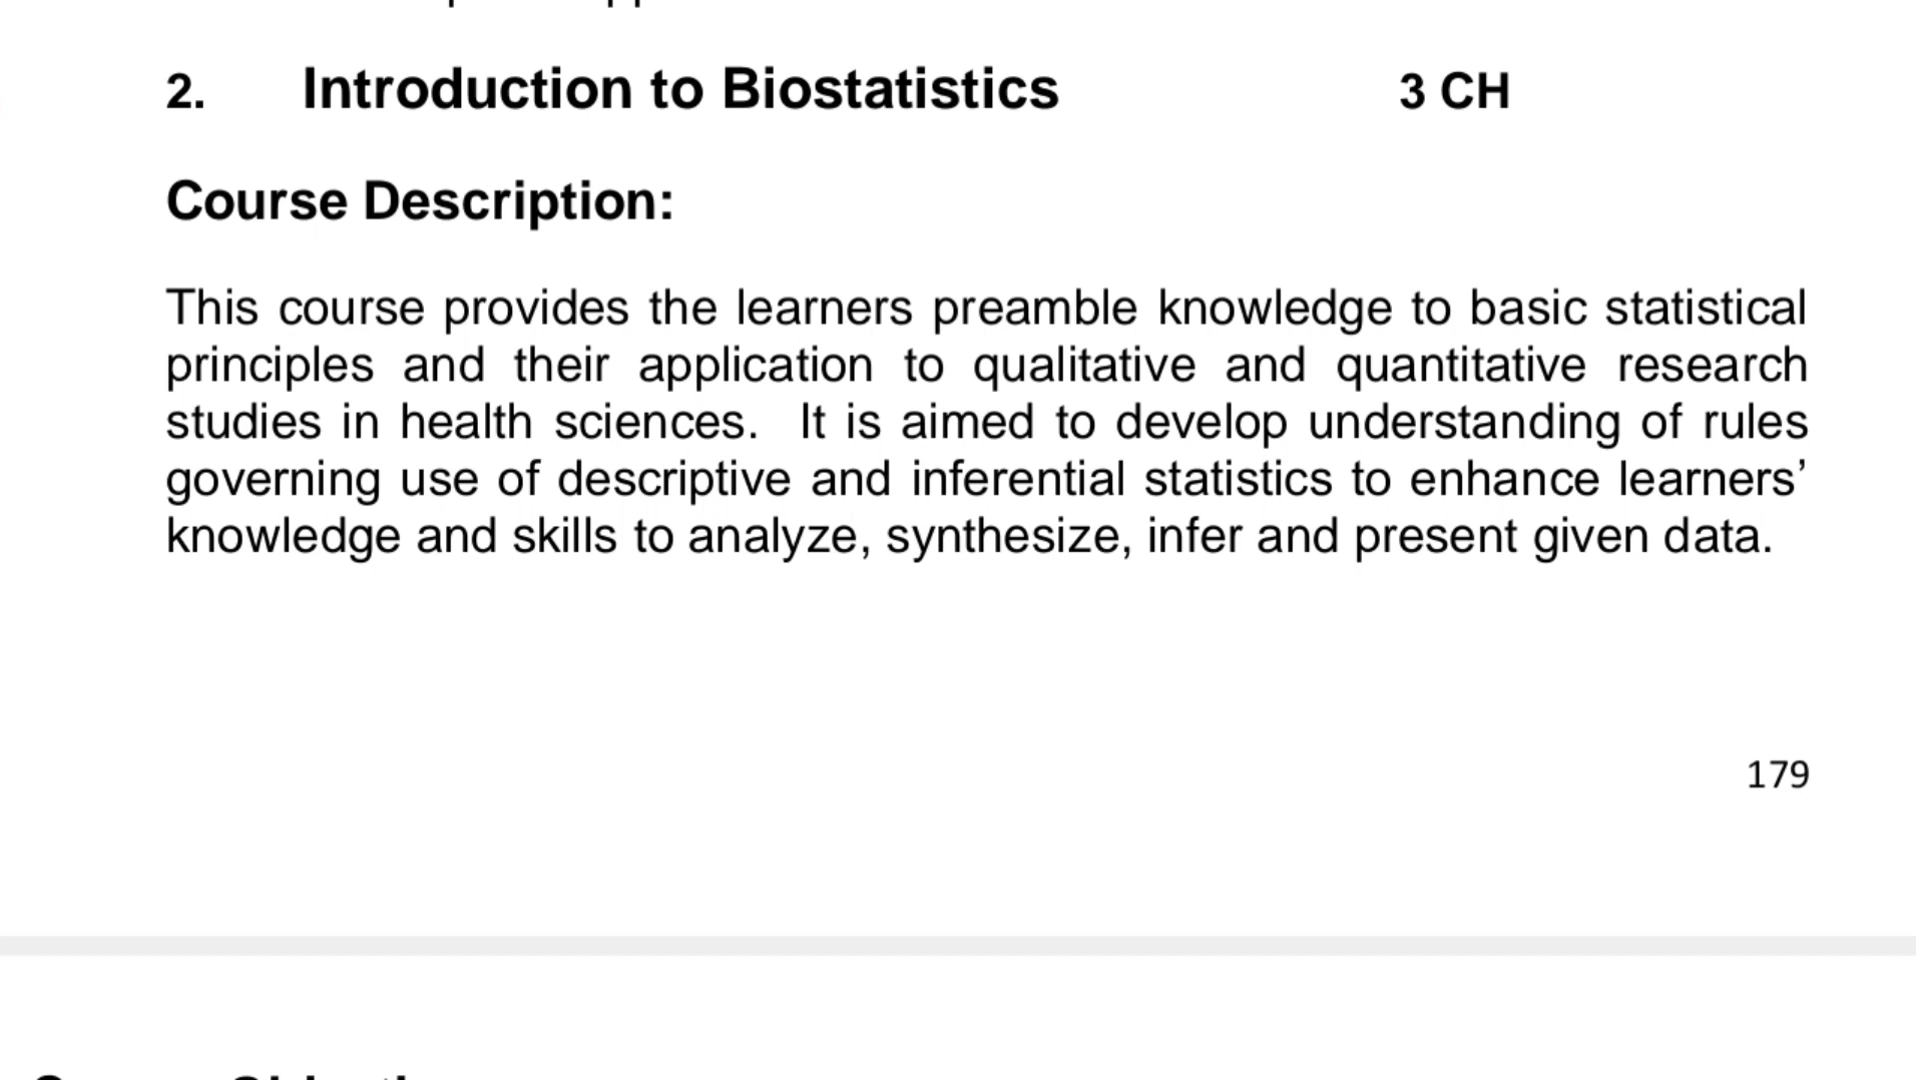 2. Introduction to Biostatistics 3 CH
Course Description:
This course provides the learners preamble knowledge to basic statistical
principles and their application to qualitative and quantitative research
studies in health sciences. It is aimed to develop understanding of rules
governing use of descriptive and inferential statistics to enhance learners’
knowledge and skills to analyze, synthesize, infer and present given data.
179